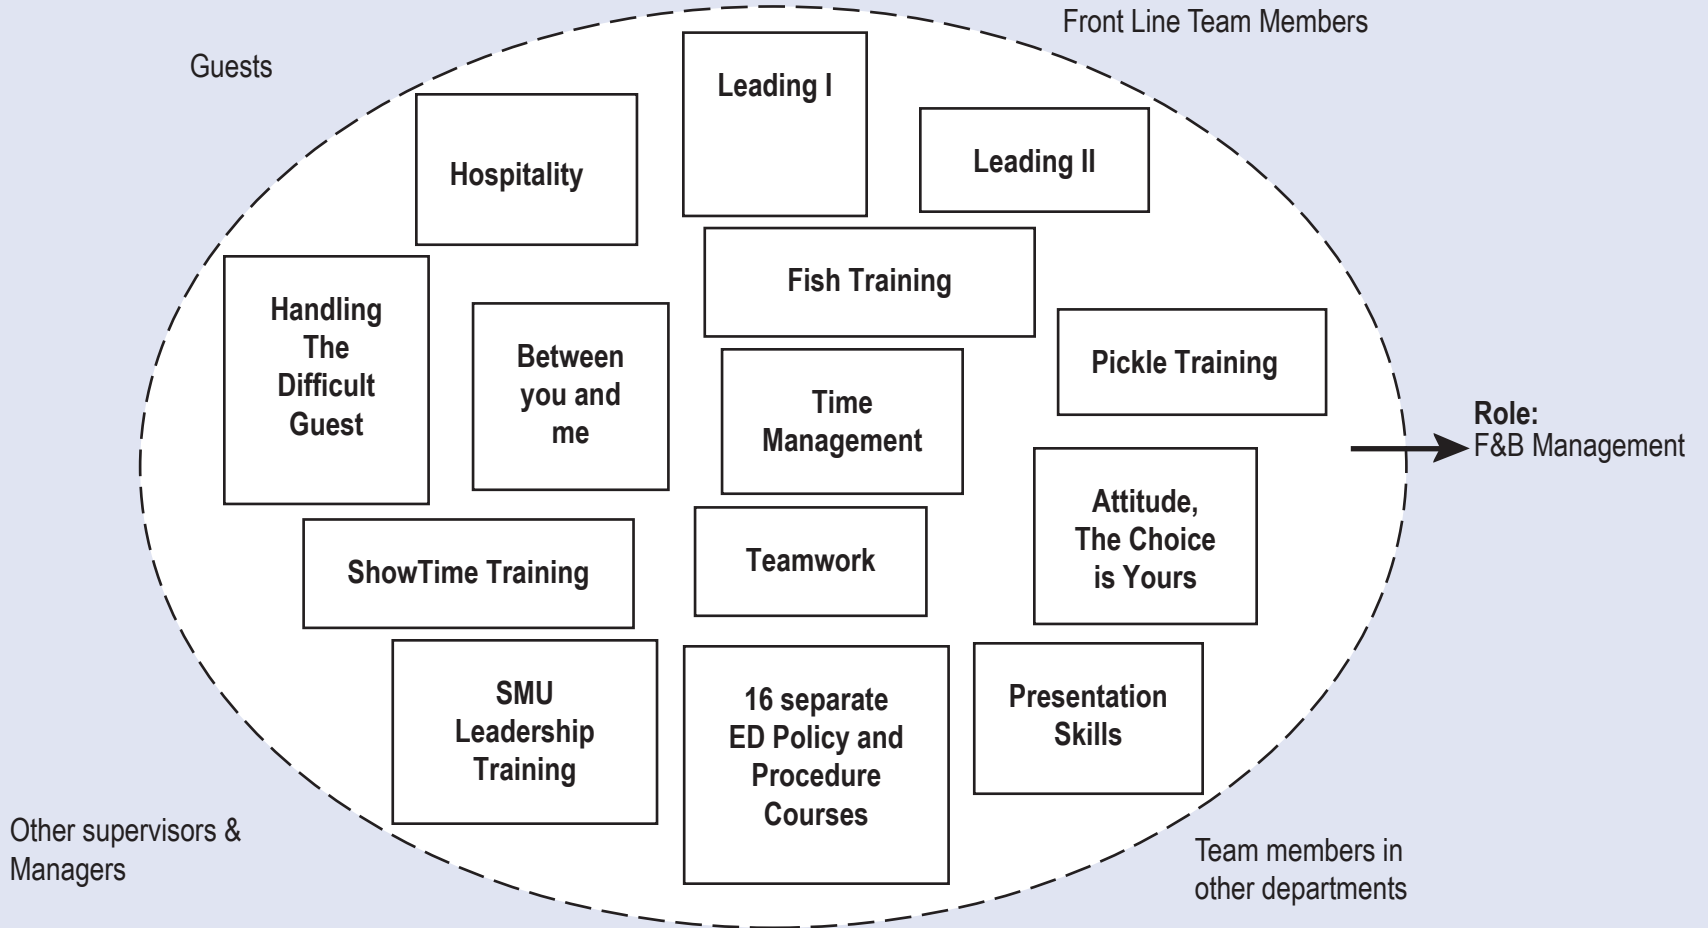 Front Line Team Members
Guests
Leading I
Hospitality
Leading II
Fish Training
Handling
The
Difficult
Guest
Between
you and
me
Time
Management
Pickle Training
Role:
F&B Management
Attitude,
The Choice
is Yours
ShowTime Training
Teamwork
SMU
Leadership
Training
16 separate
ED Policy and
Procedure
Courses
Presentation
Skills
Other supervisors &
Managers
Team members in
other departments